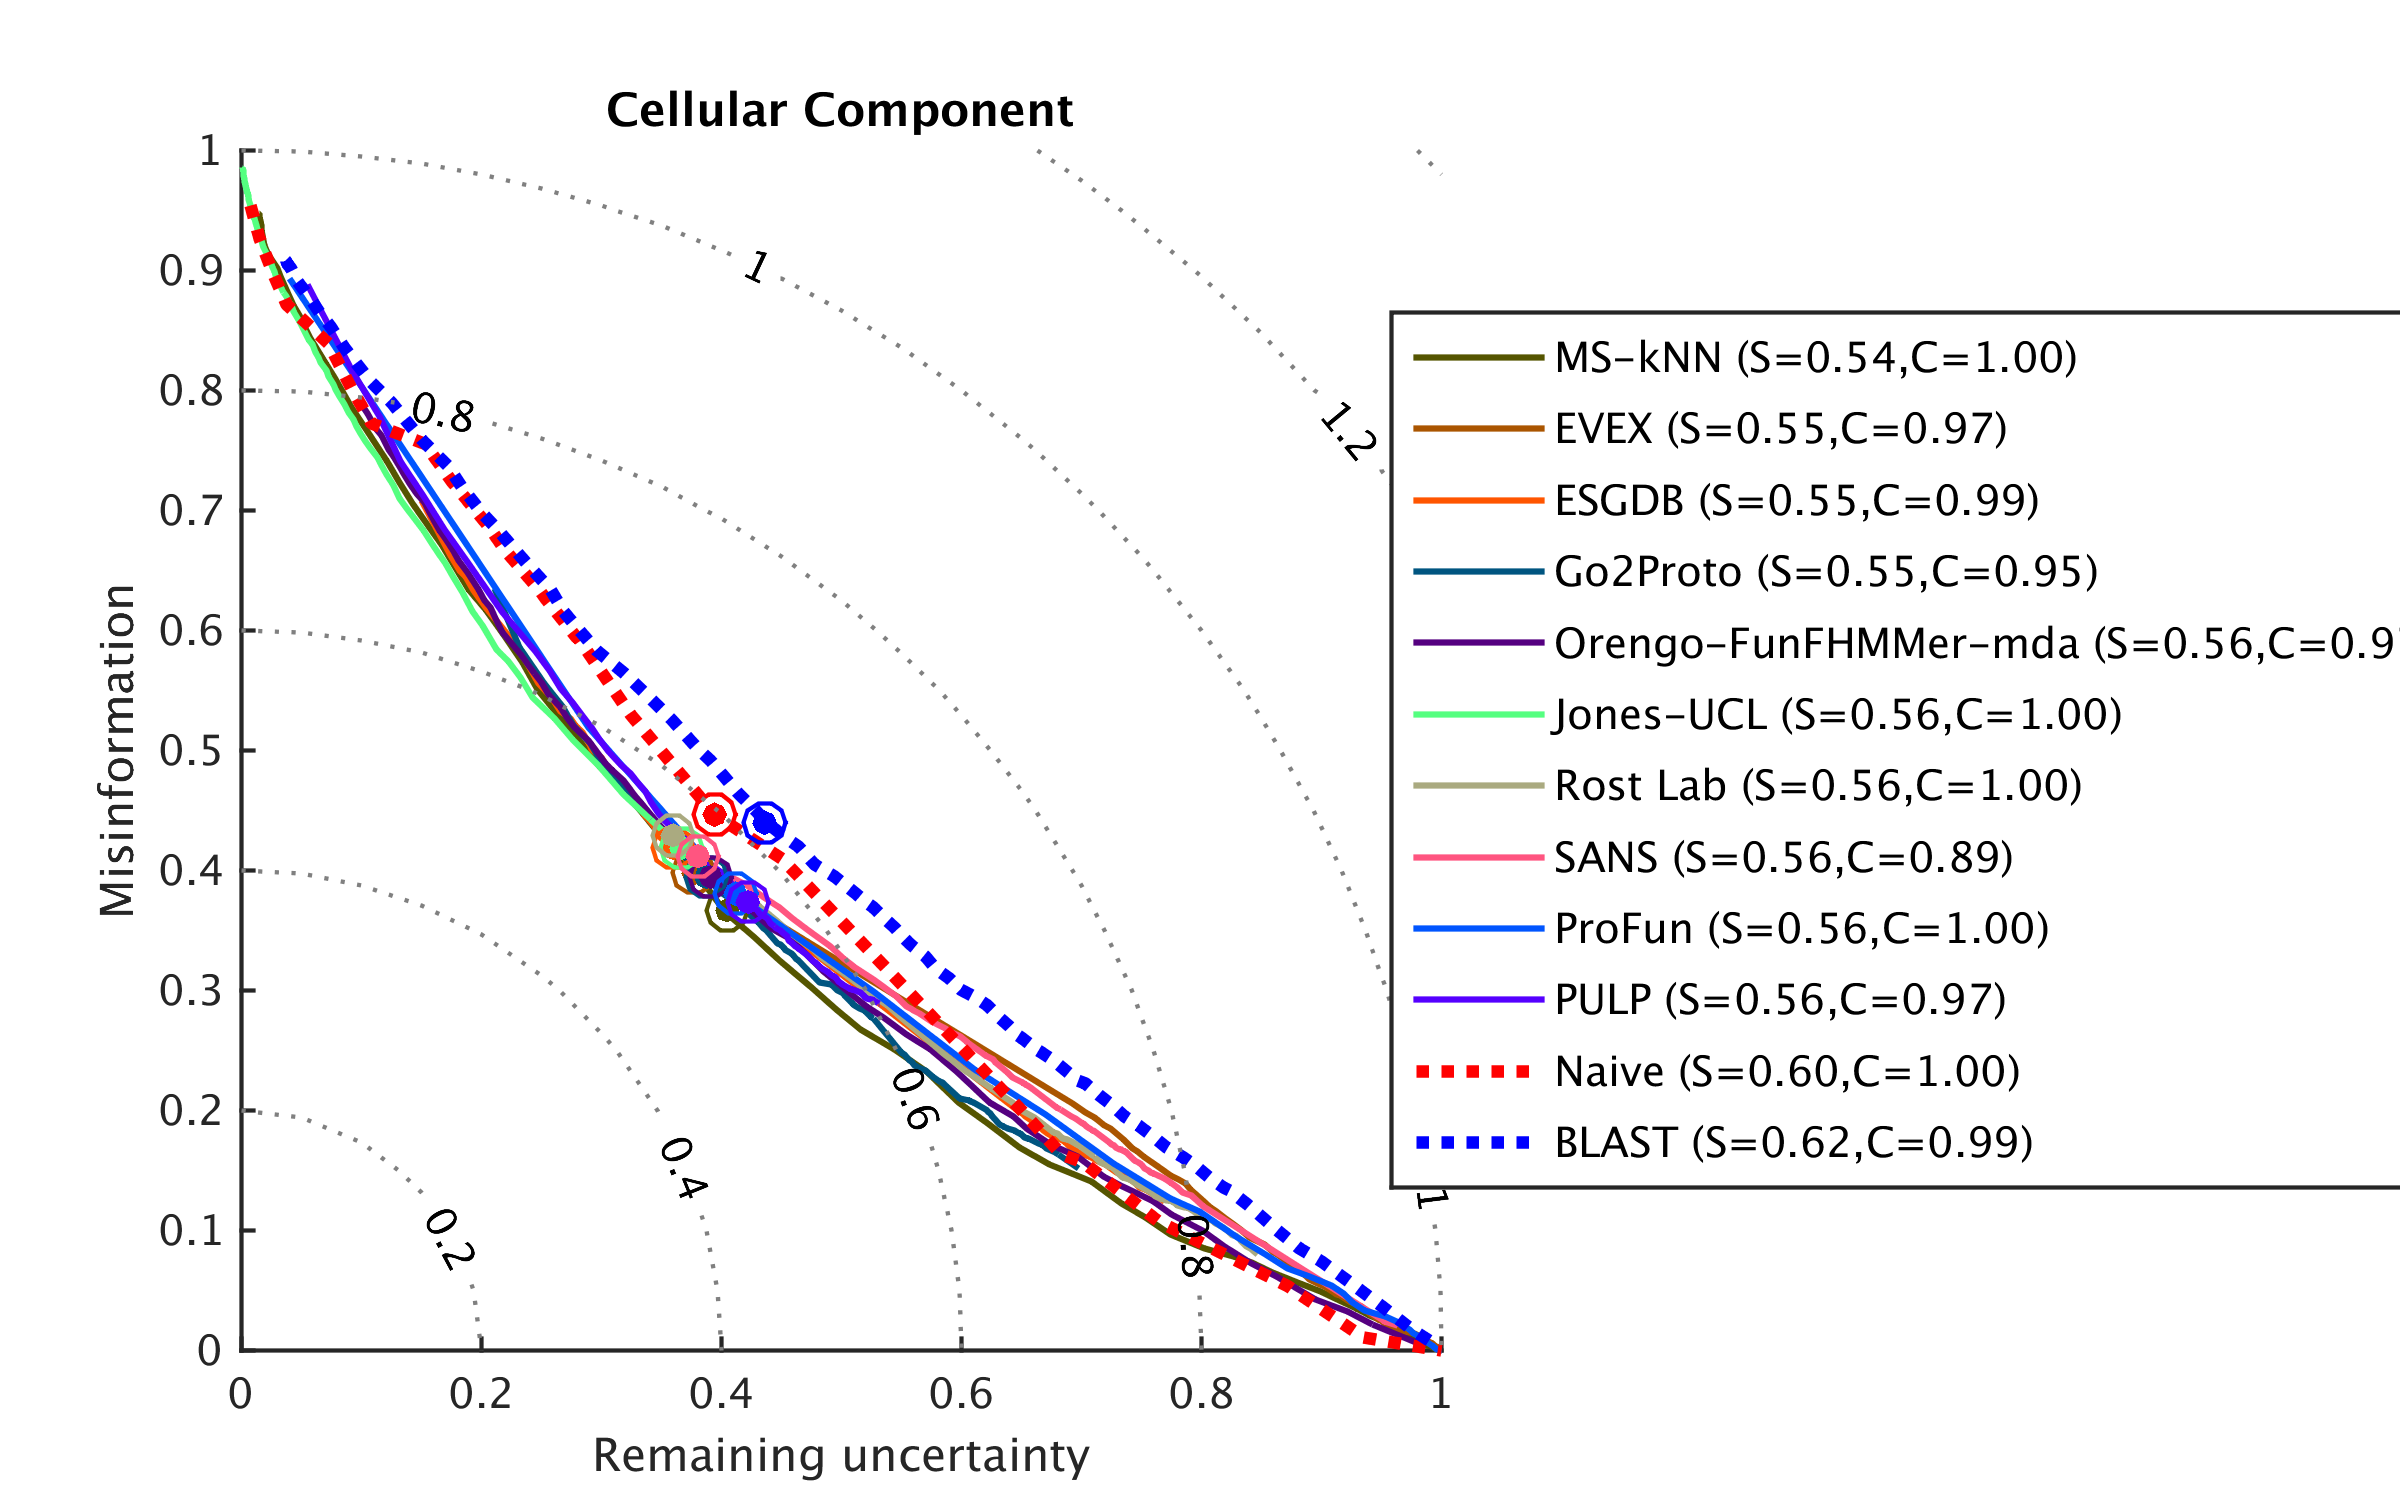 Cellular Component
Misinformation
1
0.9
0.8
0.7
0.6
0.5
0.4
0.3
0.2
0.1
0
0 0.2 0.4 0.6 0.8 1
Remaining uncertainty
1
0.8
1.2
0.6
0.4
0.2
0.8
1
MS-kNN (S=0.54,C=1.00)
EVEX (S=0.55,C=0.97)
ESGDB (S=0.55,C=0.99)
Go2Proto (S=0.55,C=0.95)
Orengo-FunFHMMer-mda (S=0.56,C=0.9
Jones-UCL (S=0.56,C=1.00)
Rost Lab (S=0.56,C=1.00)
SANS (S=0.56,C=0.89)
ProFun (S=0.56,C=1.00)
PULP (S=0.56,C=0.97)
Naive (S=0.60,C=1.00)
BLAST (S=0.62,C=0.99)